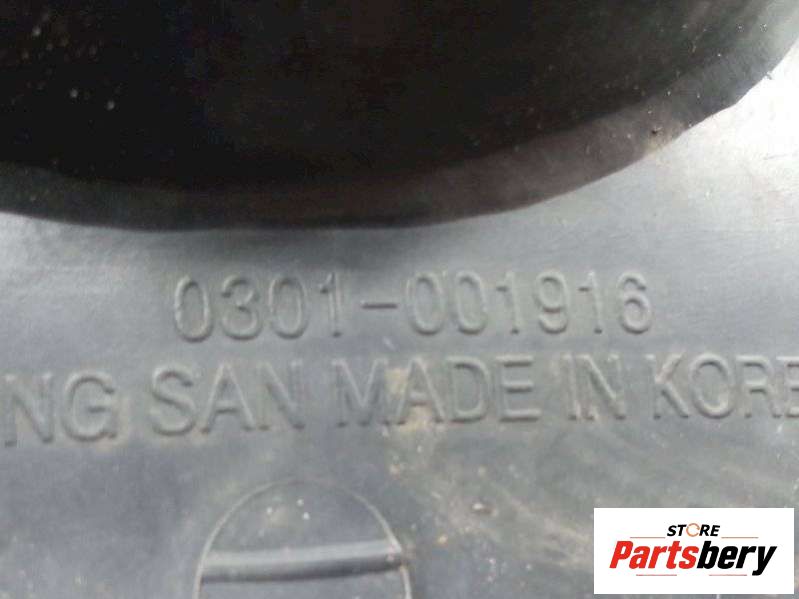 0301-001916
NG SAN MADE IN KORE
STORE
Partsbery